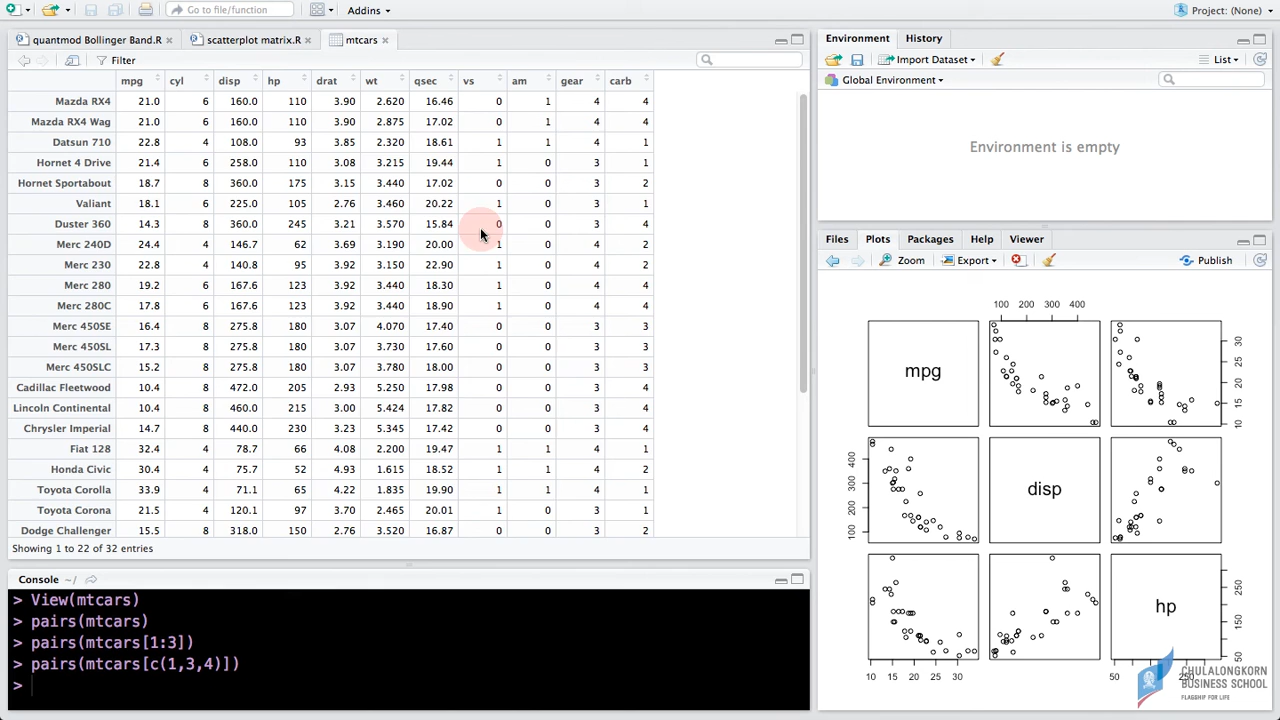 Go to file/function Addins Project: (None)
quantmod Bollinger Band.R scatterplot matrix.R mtcars
Filter
mpg cyl disp hp drat wt qsec vs am gear carb
Mazda RX4 21.0 6 160.0 110 3.90 2.620 16.46 0 1 4 4
Mazda RX4 Wag 21.0 6 160.0 110 3.90 2.875 17.02 0 1 4 4
Datsun 710 22.8 4 108.0 93 3.85 2.320 18.61 1 1 4 1
Hornet 4 Drive 21.4 6 258.0 110 3.08 3.215 19.44 1 0 3 1
Hornet Sportabout 18.7 8 360.0 175 3.15 3.440 17.02 0 0 3 2
Valiant 18.1 6 225.0 105 2.76 3.460 20.22 1 0 3 1
Duster 360 14.3 8 360.0 245 3.21 3.570 15.84 0 0 3 4
Merc 240D 24.4 4 146.7 62 3.69 3.190 20.00 1 0 4 2
Merc 230 22.8 4 140.8 95 3.92 3.150 22.90 1 0 4 2
Merc 280 19.2 6 167.6 123 3.92 3.440 18.30 1 0 4 4
Merc 280C 17.8 6 167.6 123 3.92 3.440 18.90 1 0 4 4
Merc 450SE 16.4 8 275.8 180 3.07 4.070 17.40 0 0 3 3
Merc 450SL 17.3 8 275.8 180 3.07 3.730 17.60 0 0 3 3
Merc 450SLC 15.2 8 275.8 180 3.07 3.780 18.00 0 0 3 3
Cadillac Fleetwood 10.4 8 472.0 205 2.93 5.250 17.98 0 0 3 4
Lincoln Continental 10.4 8 460.0 215 3.00 5.424 17.82 0 0 3 4
Chrysler Imperial 14.7 8 440.0 230 3.23 5.345 17.42 0 0 3 4
Fiat 128 32.4 4 78.7 66 4.08 2.200 19.47 1 1 4 1
Honda Civic 30.4 4 75.7 52 4.93 1.615 18.52 1 1 4 2
Toyota Corolla 33.9 4 71.1 65 4.22 1.835 19.90 1 1 4 1
Toyota Corona 21.5 4 120.1 97 3.70 2.465 20.01 1 0 3 1
Dodge Challenger 15.5 8 318.0 150 2.76 3.520 16.87 0 0 3 2
Showing 1 to 22 of 32 entries
Console ~/
> View(mtcars)
> pairs(mtcars)
> pairs(mtcars[1:3])
> pairs(mtcars[c(1,3,4)])
>
Environment History
Import Dataset List
Global Environment
Environment is empty
Files Plots Packages Help Viewer
Zoom Export Publish
100 200 300 400
mpg
10 15 20 25 30
disp
100 200 300 400
hp
50 150 250
10 15 20 25 30
50 150 250
CHULALONGKORN
BUSINESS SCHOOL
FLAGSHIP FOR LIFE